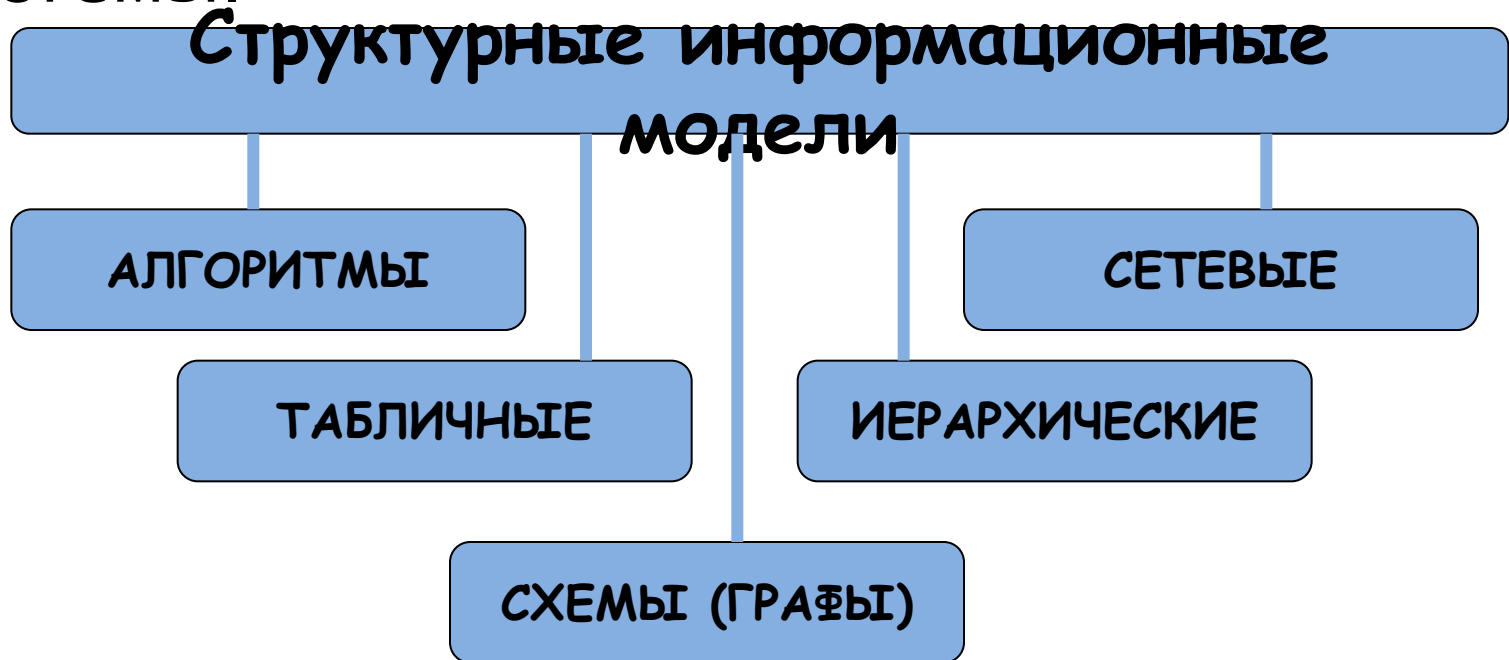 Структурные информационные
модели
АЛГОРИТМЫ
СЕТЕВЫЕ
ТАБЛИЧНЫЕ
ИЕРАРХИЧЕСКИЕ
СХЕМЫ (ГРАФЫ)